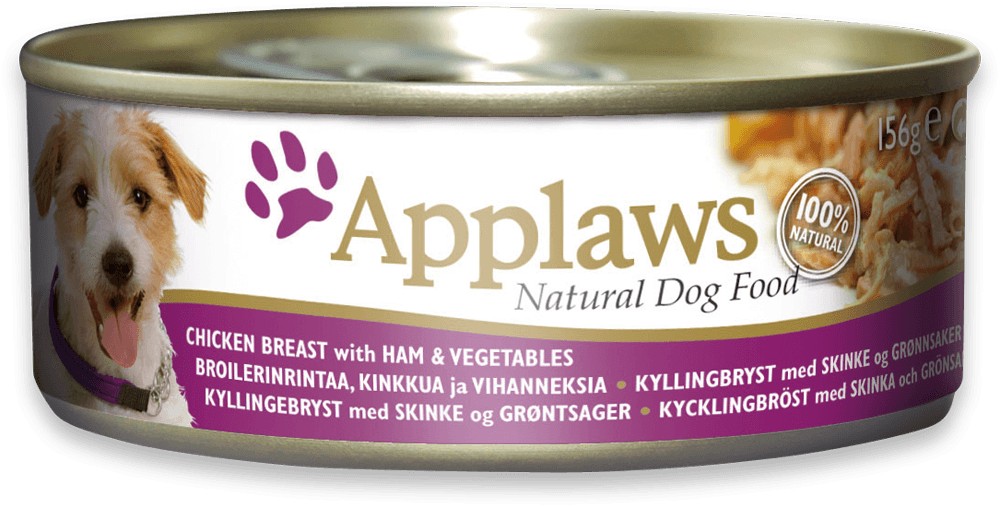 156g e
Applaws
100%
NATURAL
Natural Dog Food
CHICKEN BREAST with HAM & VEGETABLES
BROILERINRINTAA, KINKKUA ja VIHANNEKSIA • KYLLINGBRYST med SKINKE og GRØNNSAKER
KYLLINGEBRYST med SKINKE og GRØNTSAGER • KYCKLINGBRÖST med SKINKA och